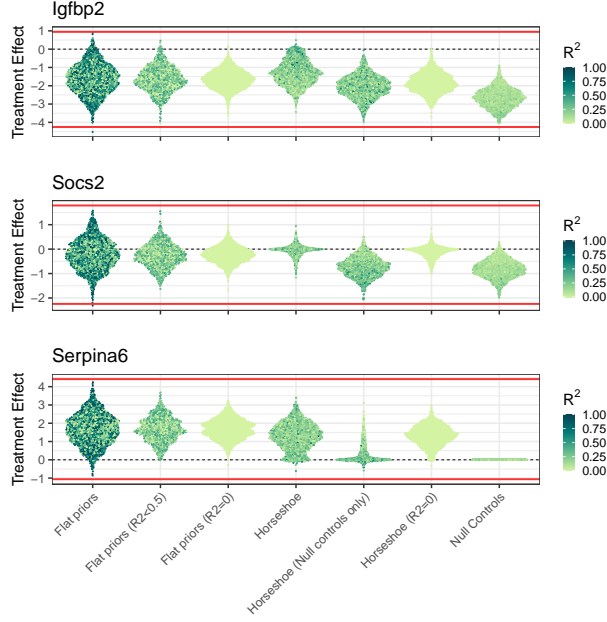 Igfbp2
Treatment Effect
1
0
−1
−2
−3
−4
R2
1.00
0.75
0.50
0.25
0.00
Socs2
Treatment Effect
1
0
−1
−2
R2
1.00
0.75
0.50
0.25
0.00
Serpina6
Treatment Effect
4
3
2
1
0
−1
R2
1.00
0.75
0.50
0.25
0.00
Flat priors
Flat priors (R2<0.5)
Flat priors (R2=0)
Horseshoe
Horseshoe (Null controls only)
Horseshoe (R2=0)
Null Controls